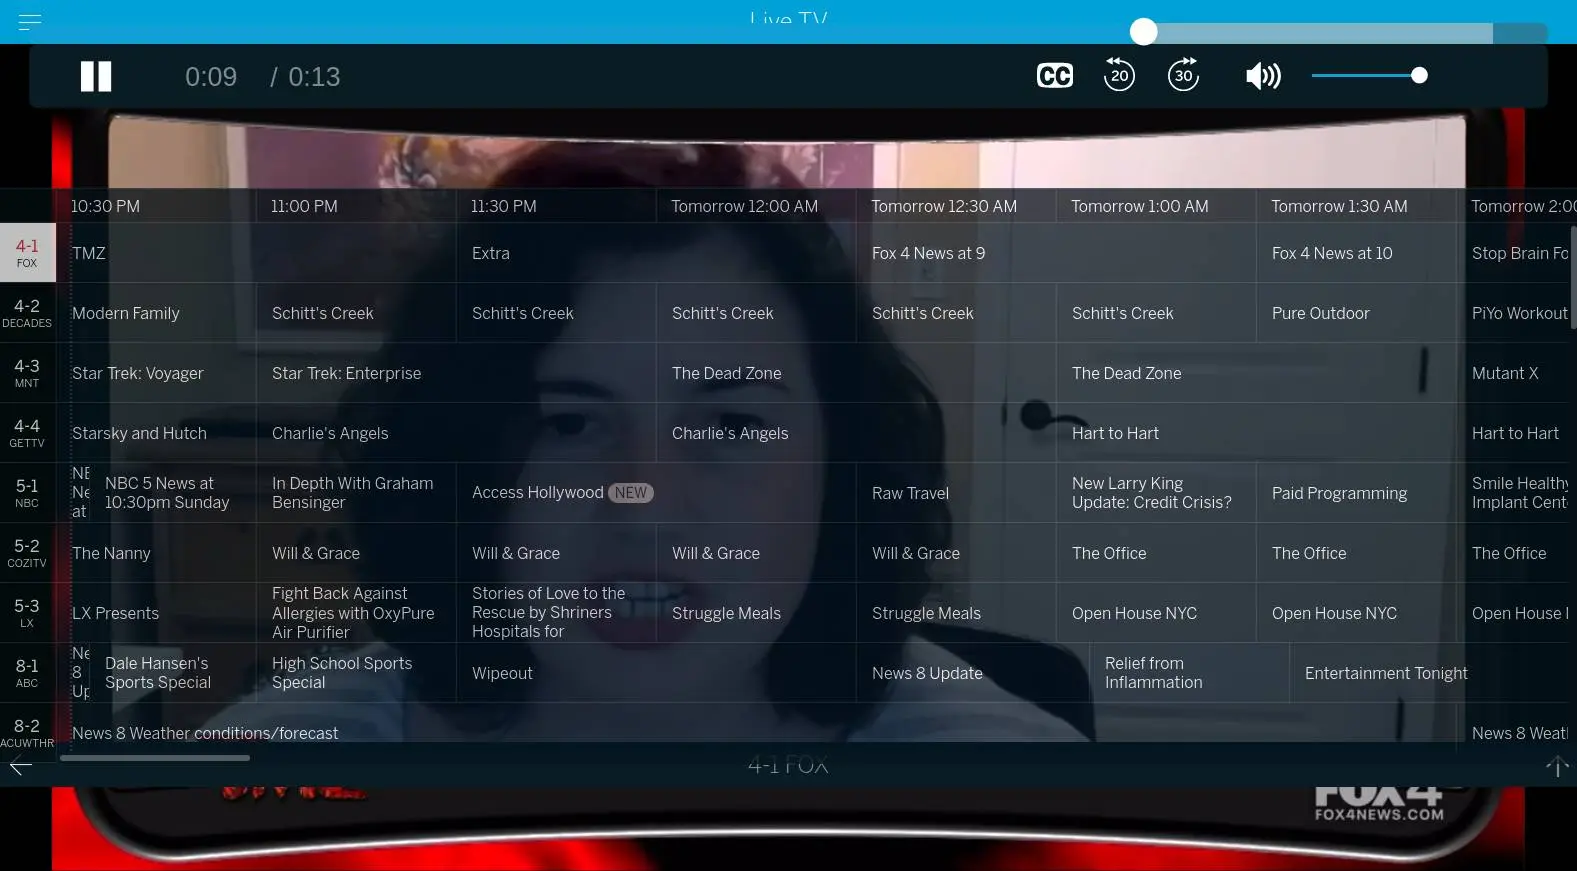 Live TV
0:09 / 0:13
CC 20 30
10:30 PM 11:00 PM 11:30 PM Tomorrow 12:00 AM Tomorrow 12:30 AM Tomorrow 1:00 AM Tomorrow 1:30 AM Tomorrow 2:00
4-1 FOX TMZ Extra Fox 4 News at 9 Fox 4 News at 10 Stop Brain Fo
4-2 DECADES Modern Family Schitt's Creek Schitt's Creek Schitt's Creek Schitt's Creek Schitt's Creek Pure Outdoor PiYo Workout
4-3 MNT Star Trek: Voyager Star Trek: Enterprise The Dead Zone The Dead Zone Mutant X
4-4 GETTV Starsky and Hutch Charlie's Angels Charlie's Angels Hart to Hart Hart to Hart
5-1 NBC
NBC 5 News at
10:30pm Sunday
In Depth With Graham
Bensinger
Access Hollywood NEW
Raw Travel
New Larry King
Update: Credit Crisis?
Paid Programming
Smile Healthy
Implant Cent
5-2 COZITV The Nanny Will & Grace Will & Grace Will & Grace Will & Grace The Office The Office The Office
5-3 LX
LX Presents
Fight Back Against
Allergies with OxyPure
Air Purifier
Stories of Love to the
Rescue by Shriners
Hospitals for
Struggle Meals
Struggle Meals
Open House NYC
Open House NYC
Open House
8-1 ABC
Dale Hansen's
Sports Special
High School Sports
Special
Wipeout
News 8 Update
Relief from
Inflammation
Entertainment Tonight
8-2 ACUWTHR News 8 Weather conditions/forecast News 8 Weat
4-1 FOX
FOX 4
FOX4NEWS.COM